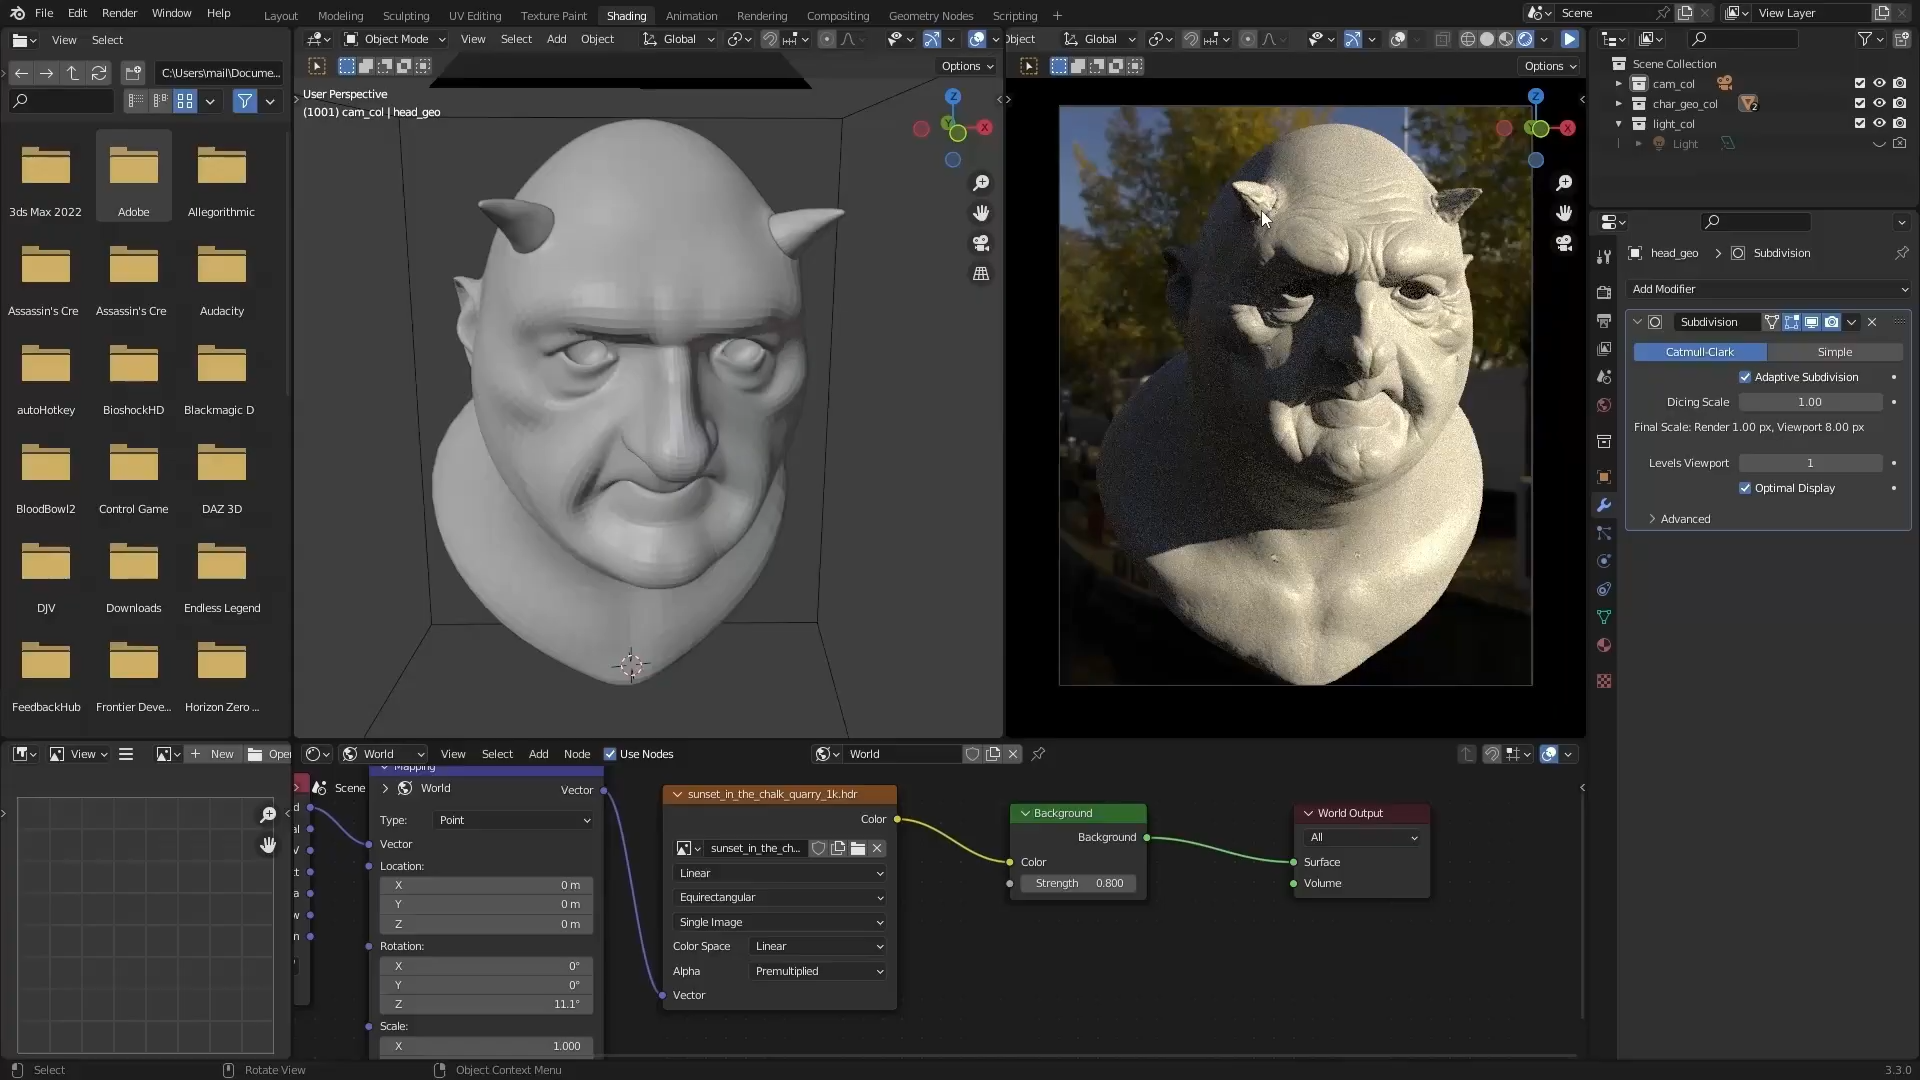 File Edit Render Window Help
Layout Modeling Sculpting UV Editing Texture Paint Shading Animation Rendering Compositing Geometry Nodes Scripting +
Scene
View Layer
View Select
C:\Users\mail\Docume...
3ds Max 2022 Adobe Allegorithmic
Assassin's Cre Assassin's Cre Audacity
autoHotkey BioshockHD Blackmagic D
BloodBowl2 Control Game DAZ 3D
DJV Downloads Endless Legend
FeedbackHub Frontier Deve... Horizon Zero ...
Object Mode View Select Add Object Global
Options
User Perspective
(1001) cam_col | head_geo
Z
Y
X
Object Global
Options
Z
X
Scene Collection
cam_col
char_geo_col 2
light_col
Light
head_geo > Subdivision
Add Modifier
Subdivision
Catmull-Clark Simple
Adaptive Subdivision
Dicing Scale 1.00
Final Scale: Render 1.00 px, Viewport 8.00 px
Levels Viewport 1
Optimal Display
Advanced
View + New Ope
World View Select Add Node Use Nodes World
Scene > World
Mapping
Vector
Type: Point
Vector
Location:
X 0 m
Y 0 m
Z 0 m
Rotation:
X 0°
Y 0°
Z 11.1°
Scale:
X 1.000
sunset_in_the_chalk_quarry_1k.hdr
Color
sunset_in_the_ch...
Linear
Equirectangular
Single Image
Color Space Linear
Alpha Premultiplied
Vector
Background
Background
Color
Strength 0.800
World Output
All
Surface
Volume
Select Rotate View Object Context Menu 3.3.0